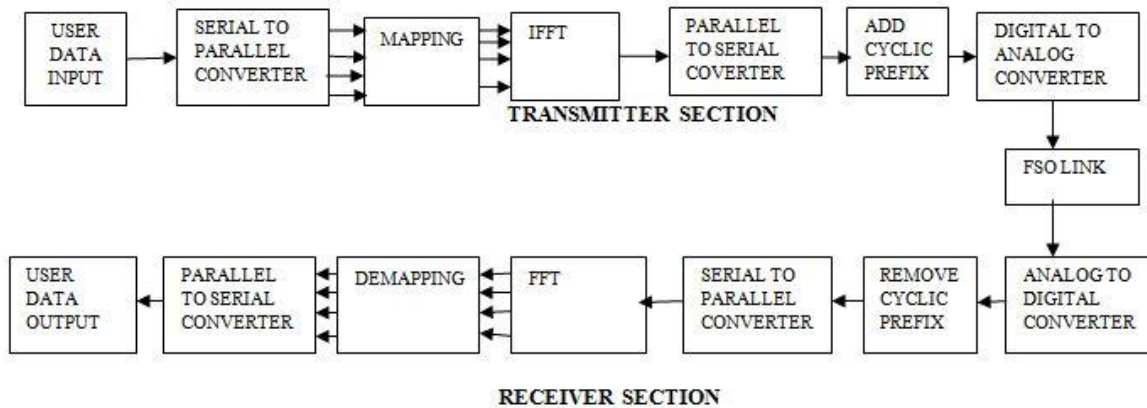 USER
DATA
INPUT
SERIAL TO
PARALLEL
CONVERTER
MAPPING
IFFT
PARALLEL
TO SERIAL
COVERTER
ADD
CYCLIC
PREFIX
DIGITAL TO
ANALOG
CONVERTER
TRANSMITTER SECTION
FSO LINK
USER
DATA
OUTPUT
PARALLEL
TO SERIAL
CONVERTER
DEMAPPING
FFT
SERIAL TO
PARALLEL
CONVERTER
REMOVE
CYCLIC
PREFIX
ANALOG TO
DIGITAL
CONVERTER
RECEIVER SECTION